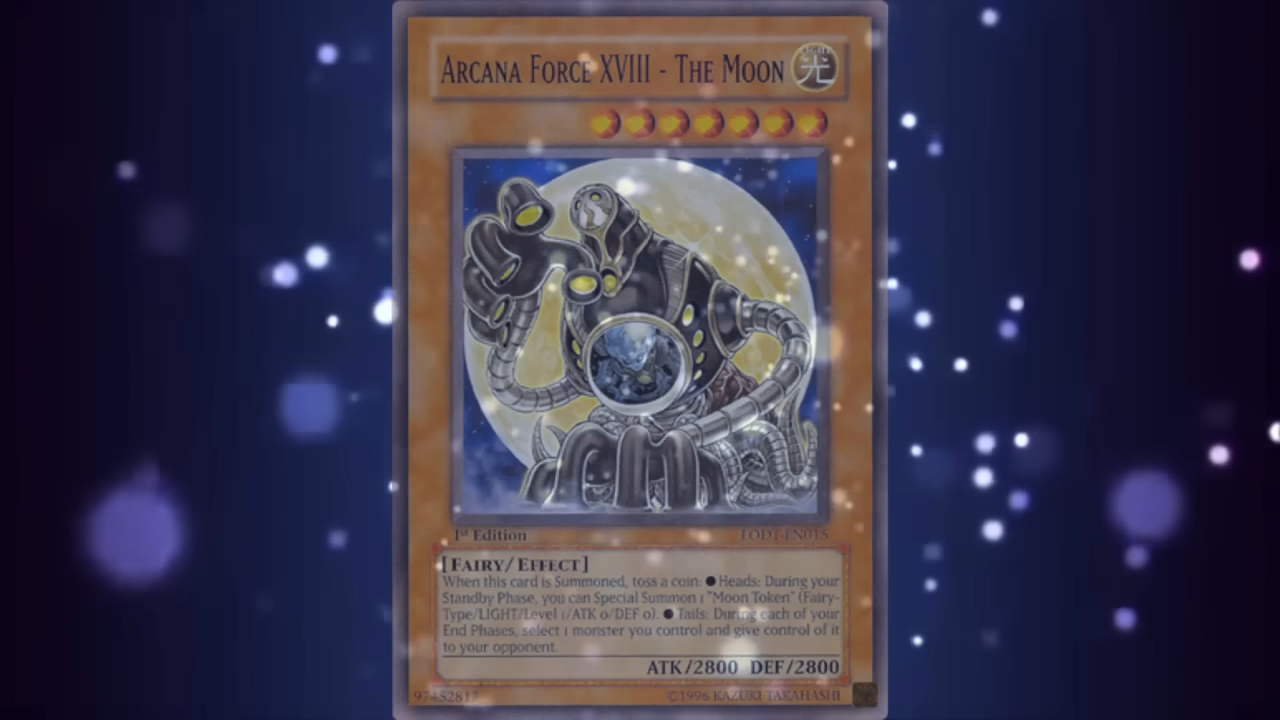 ARCANA FORCE XVIII - THE MOON
LIGHT
光
1st Edition
LODT-EN015
[FAIRY/EFFECT]
When this card is Summoned, toss a coin: ● Heads: During your
Standby Phase, you can Special Summon 1 "Moon Token" (Fairy-
Type/LIGHT/Level 1/ATK 0/DEF 0). ● Tails: During each of your
End Phases, select 1 monster you control and give control of it
to your opponent.
ATK/2800 DEF/2800
97452817
©1996 KAZUKI TAKAHASHI